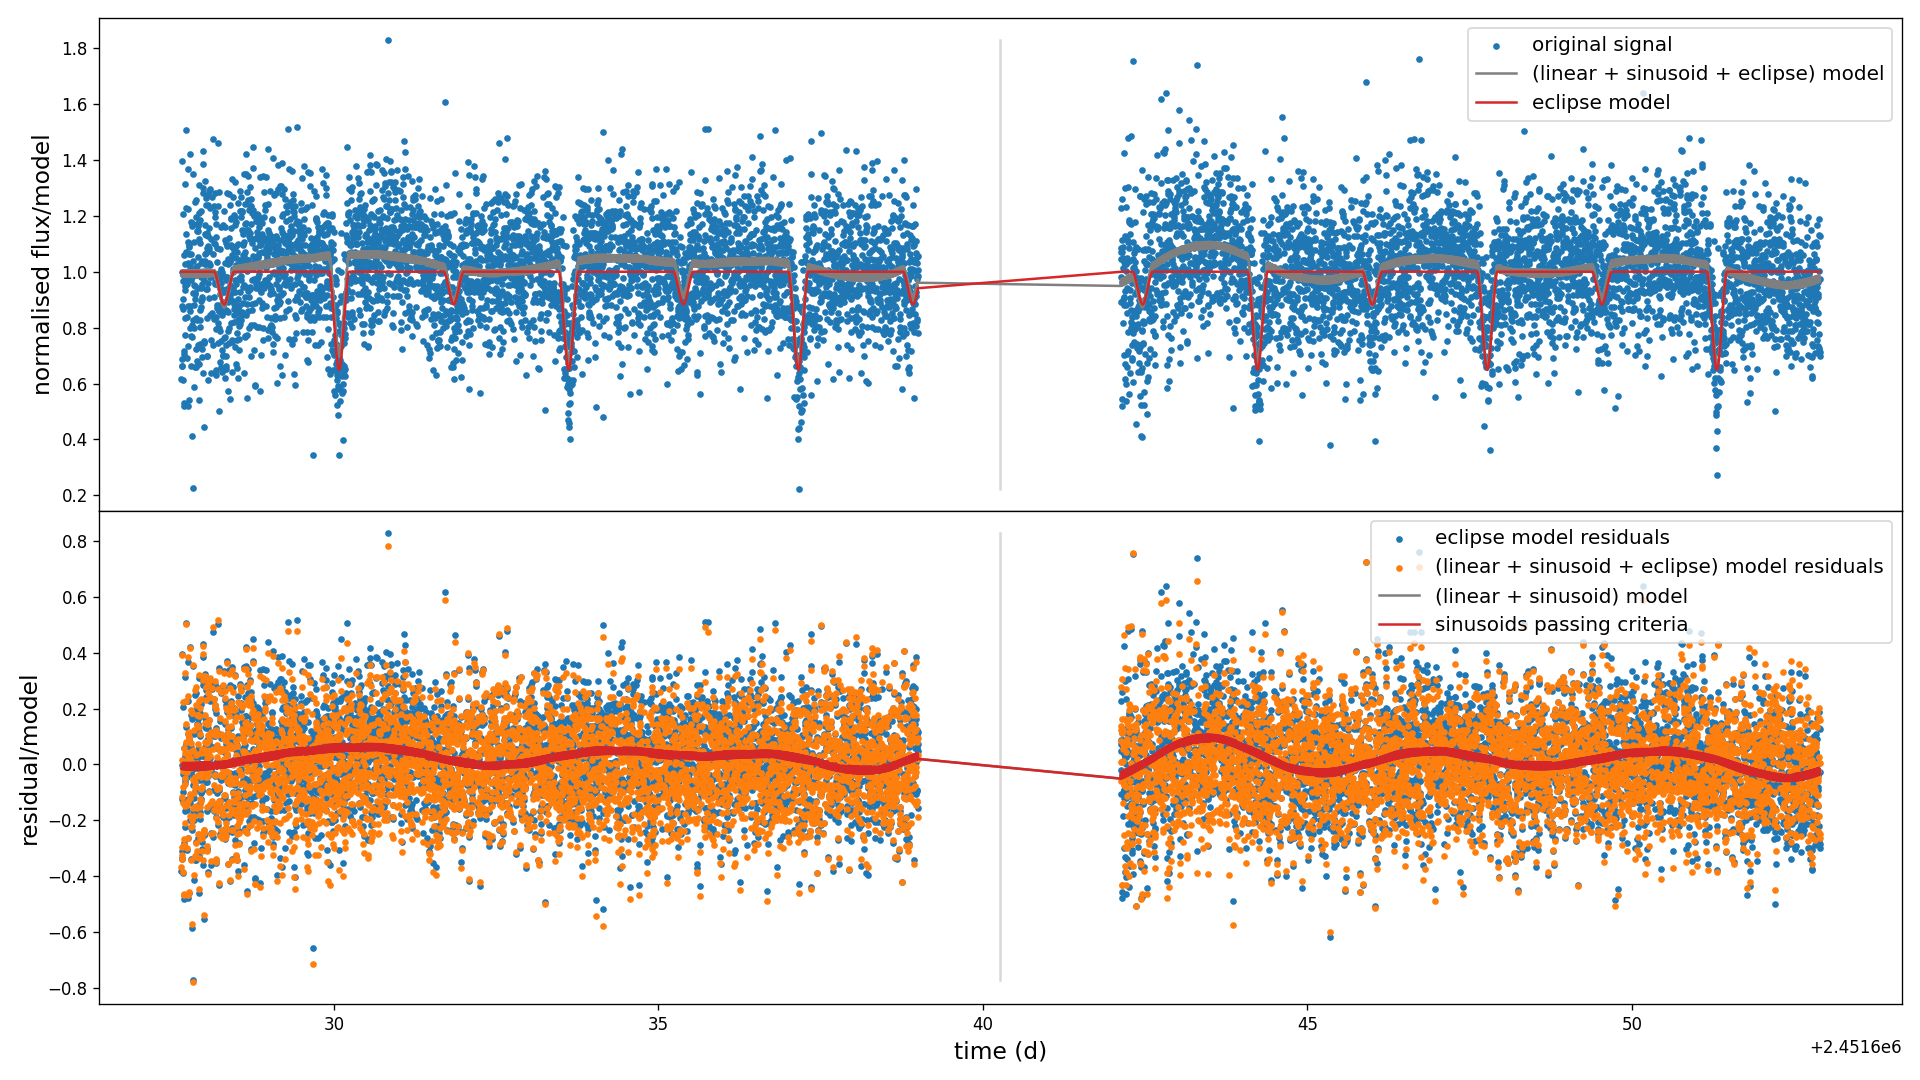 original signal
(linear + sinusoid + eclipse) model
eclipse model
normalised flux/model
1.8
1.6
1.4
1.2
1.0
0.8
0.6
0.4
0.2
eclipse model residuals
(linear + sinusoid + eclipse) model residuals
(linear + sinusoid) model
sinusoids passing criteria
residual/model
0.8
0.6
0.4
0.2
0.0
−0.2
−0.4
−0.6
−0.8
30 35 40 45 50
time (d)
+2.4516e6